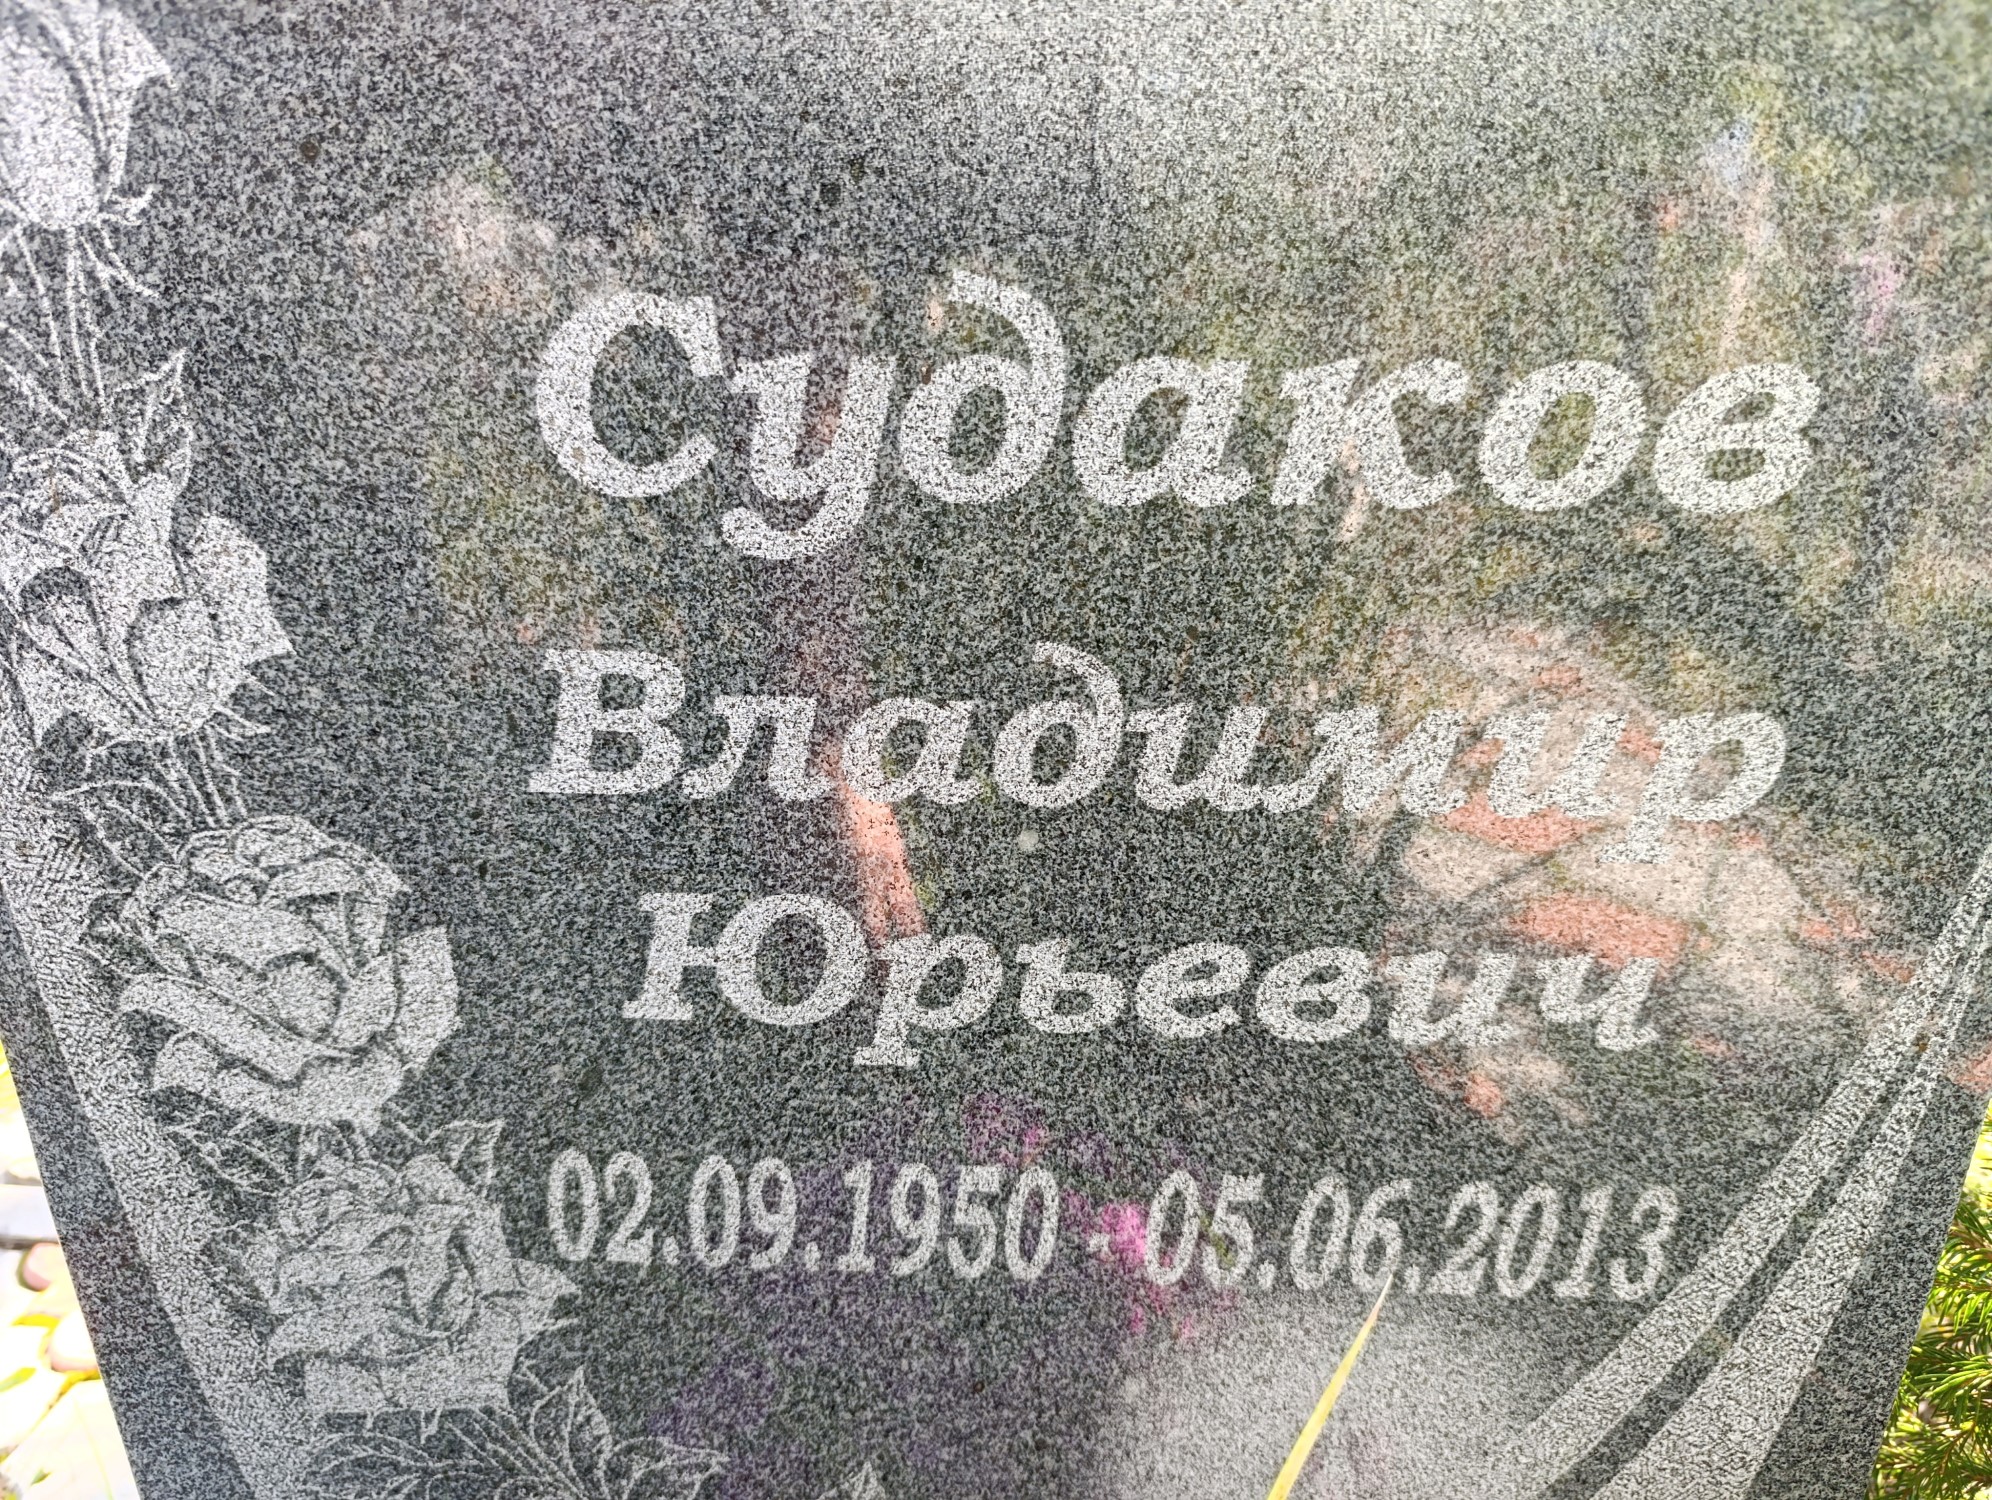 Судаков
Владимир
Юрьевич
02.09.1950 - 05.06.2013